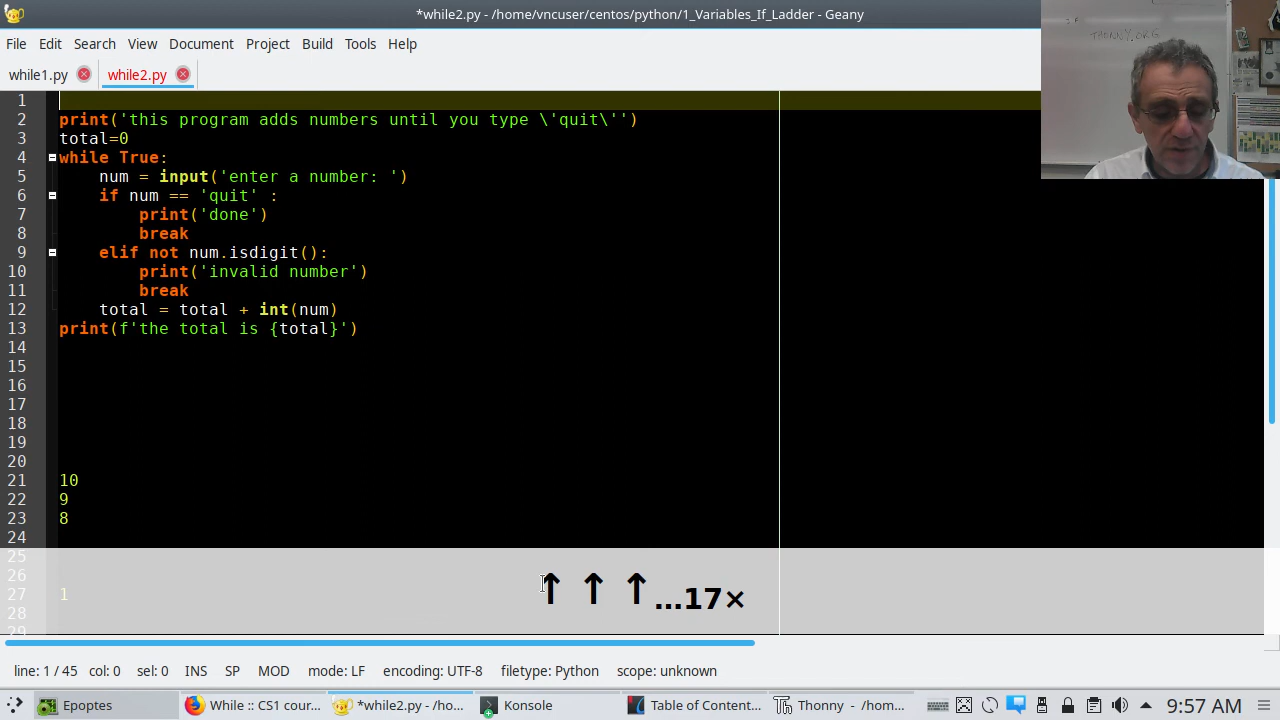 *while2.py - /home/vncuser/centos/python/1_Variables_If_Ladder - Geany
File Edit Search View Document Project Build Tools Help
while1.py while2.py
THONNY.ORG
1
2 print('this program adds numbers until you type \'quit\'')
3 total=0
4 while True:
5 num = input('enter a number: ')
6 if num == 'quit' :
7 print('done')
8 break
9 elif not num.isdigit():
10 print('invalid number')
11 break
12 total = total + int(num)
13 print(f'the total is {total}')
14
15
16
17
18
19
20
21 10
22 9
23 8
24
25
26
27 1
28
29
↑ ↑ ↑...17×
line: 1 / 45 col: 0 sel: 0 INS SP MOD mode: LF encoding: UTF-8 filetype: Python scope: unknown
Epoptes While :: CS1 cour... *while2.py - /ho... Konsole Table of Content... Thonny - /hom... 9:57 AM